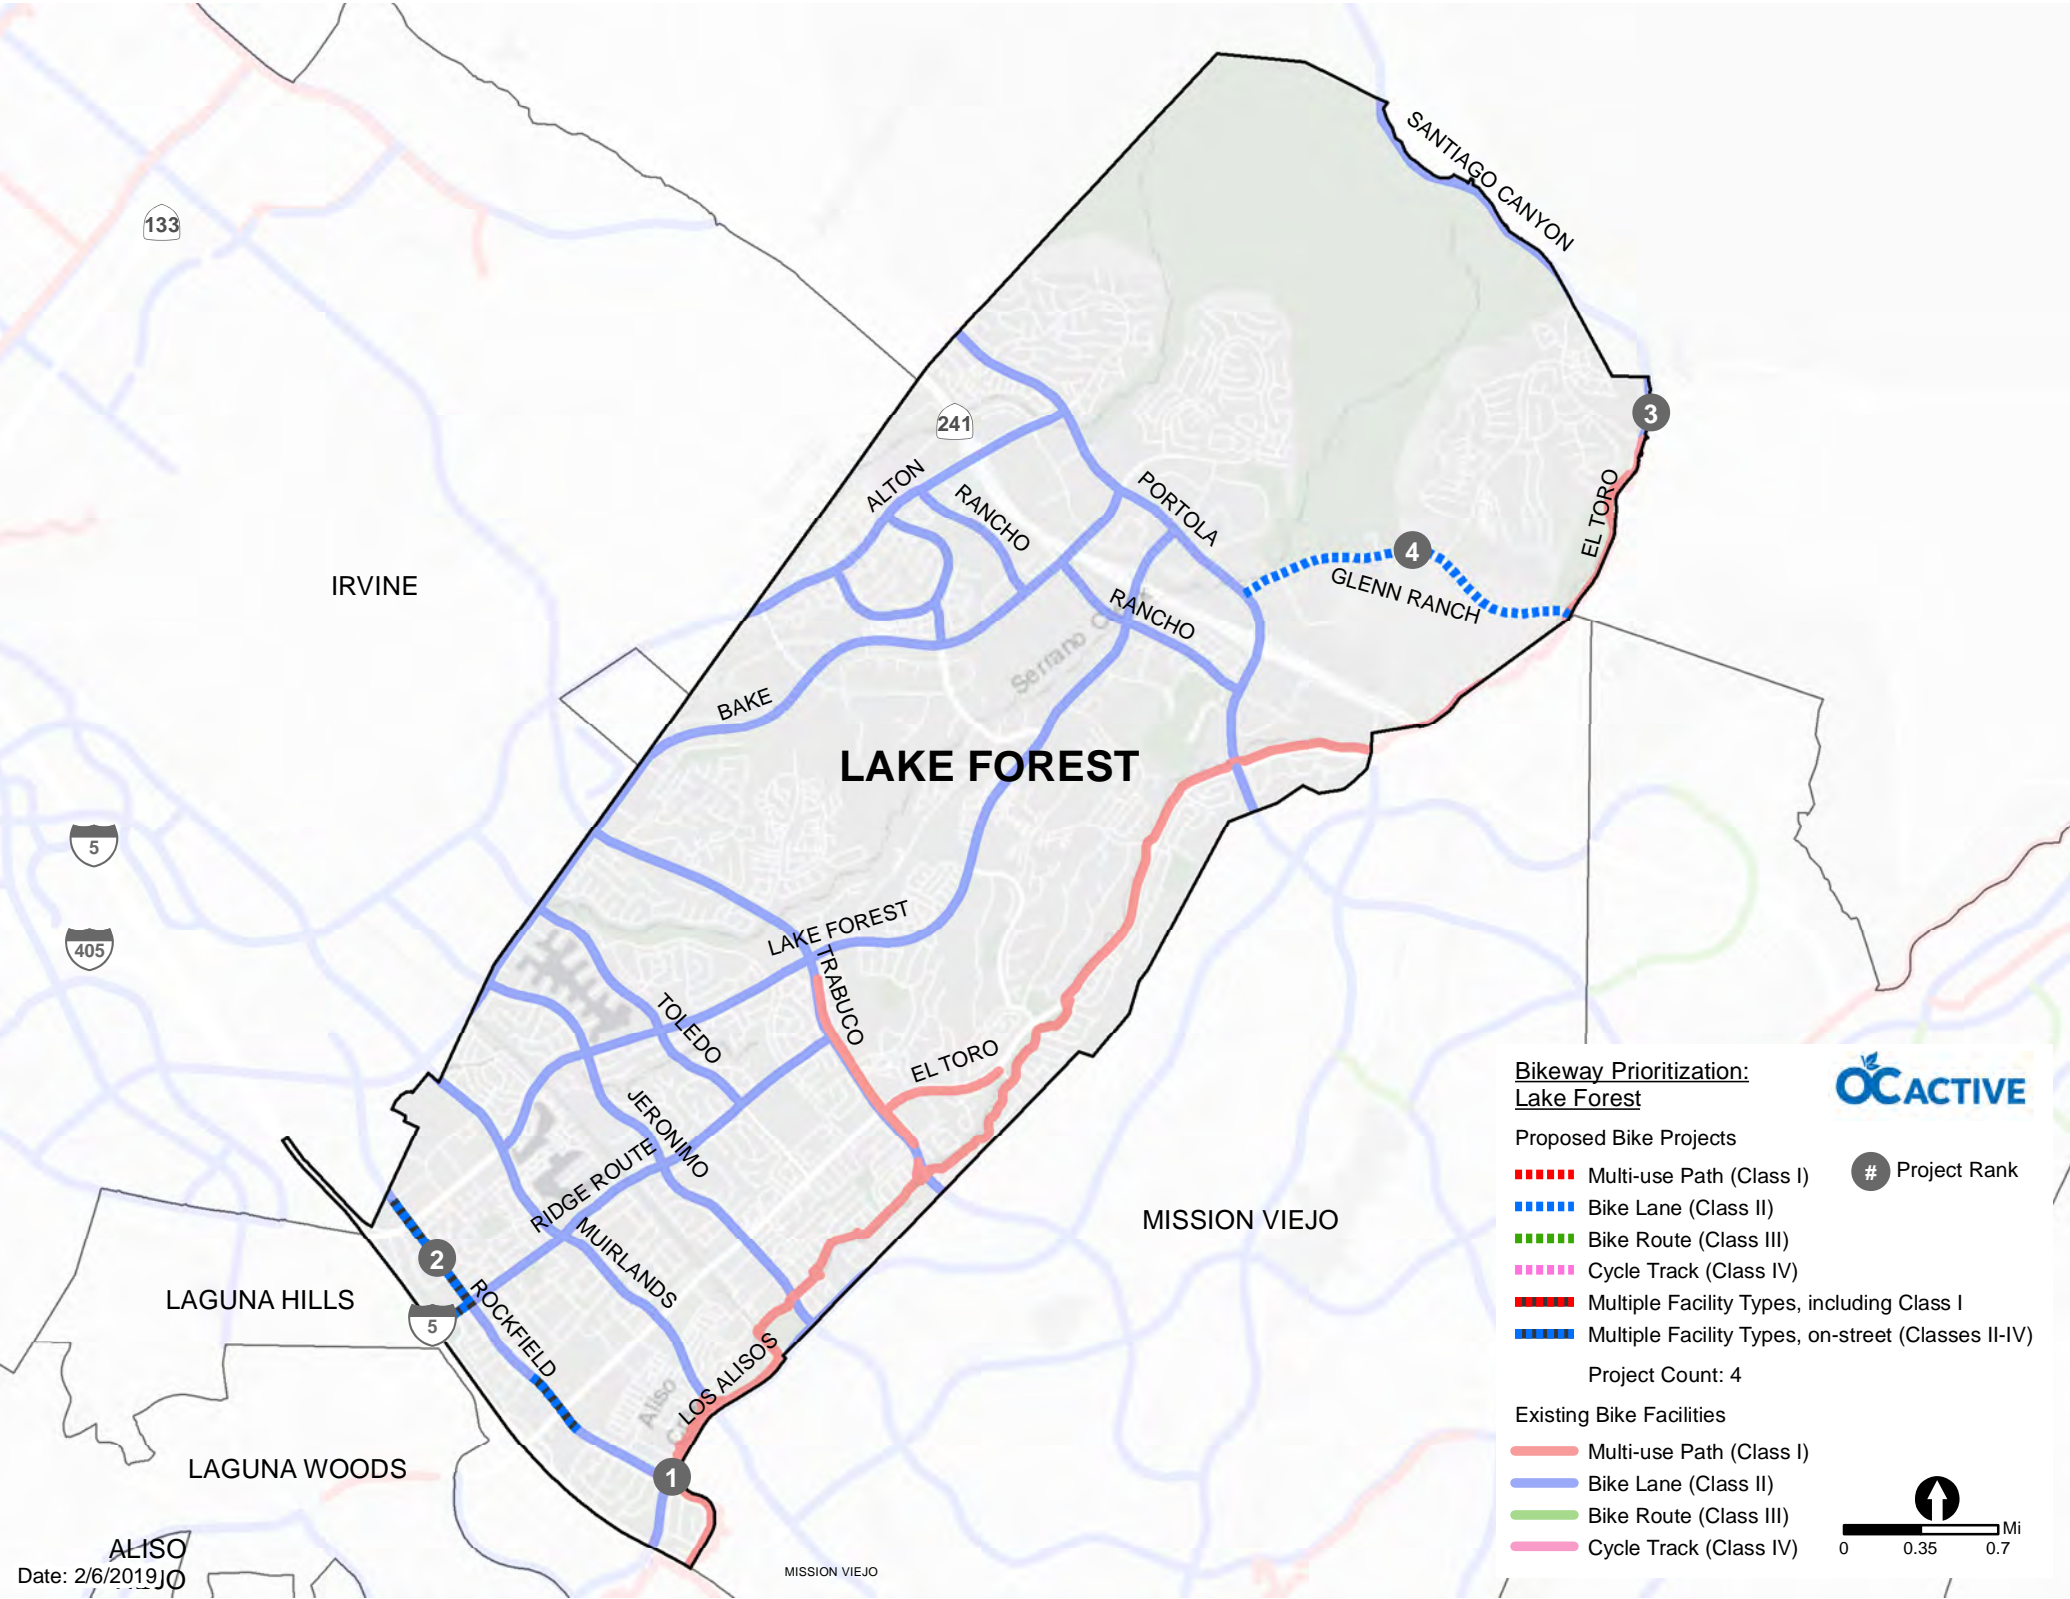 SANTIAGO CANYON
133
241
3
ALTON
RANCHO
PORTOLA
EL TORO
4
GLENN RANCH
IRVINE
RANCHO
Serrano C
BAKE
LAKE FOREST
5
405
LAKE FOREST
TRABUCO
TOLEDO
EL TORO
JERONIMO
RIDGE ROUTE
MISSION VIEJO
2
MUIRLANDS
LAGUNA HILLS
5
ROCKFIELD
LOS ALISOS
Aliso
C
LAGUNA WOODS
1
ALISO
JO
Date: 2/6/2019
MISSION VIEJO
Bikeway Prioritization:
Lake Forest
OC ACTIVE
Proposed Bike Projects
# Project Rank
Multi-use Path (Class I)
Bike Lane (Class II)
Bike Route (Class III)
Cycle Track (Class IV)
Multiple Facility Types, including Class I
Multiple Facility Types, on-street (Classes II-IV)
Project Count: 4
Existing Bike Facilities
Multi-use Path (Class I)
Bike Lane (Class II)
Bike Route (Class III)
Cycle Track (Class IV)
Mi
0 0.35 0.7